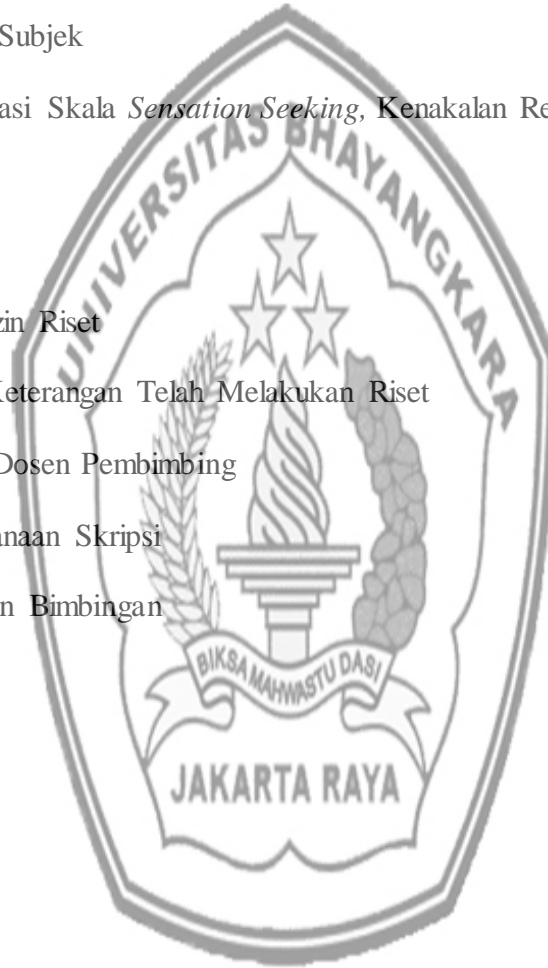 Subjek
asi Skala Sensation Seeking, Kenakalan Re
zin Riset
Keterangan Telah Melakukan Riset
Dosen Pembimbing
anaan Skripsi
n Bimbingan
UNIVERSITAS BHAYANGKARA
BIKSA MAHWASTU DASI
JAKARTA RAYA